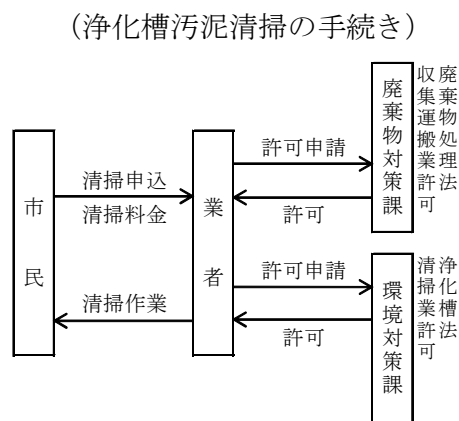 （浄化槽汚泥清掃の手続き）
市民
清掃申込
清掃料金
清掃作業
業者
許可申請
許可
許可申請
許可
廃棄物対策課
廃棄物処理法
収集運搬業許可
環境対策課
浄化槽法
清掃業許可